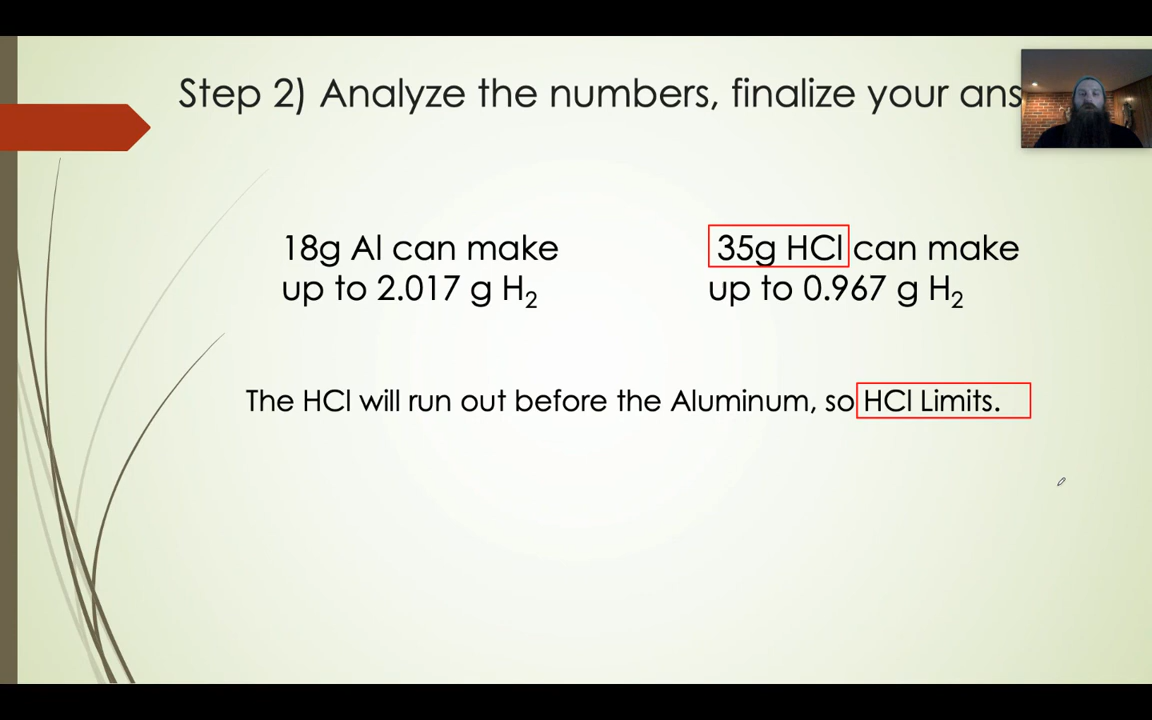 Step 2) Analyze the numbers, finalize your ans
18g Al can make
up to 2.017 g H₂
35g HCl can make
up to 0.967 g H₂
The HCl will run out before the Aluminum, so HCl Limits.